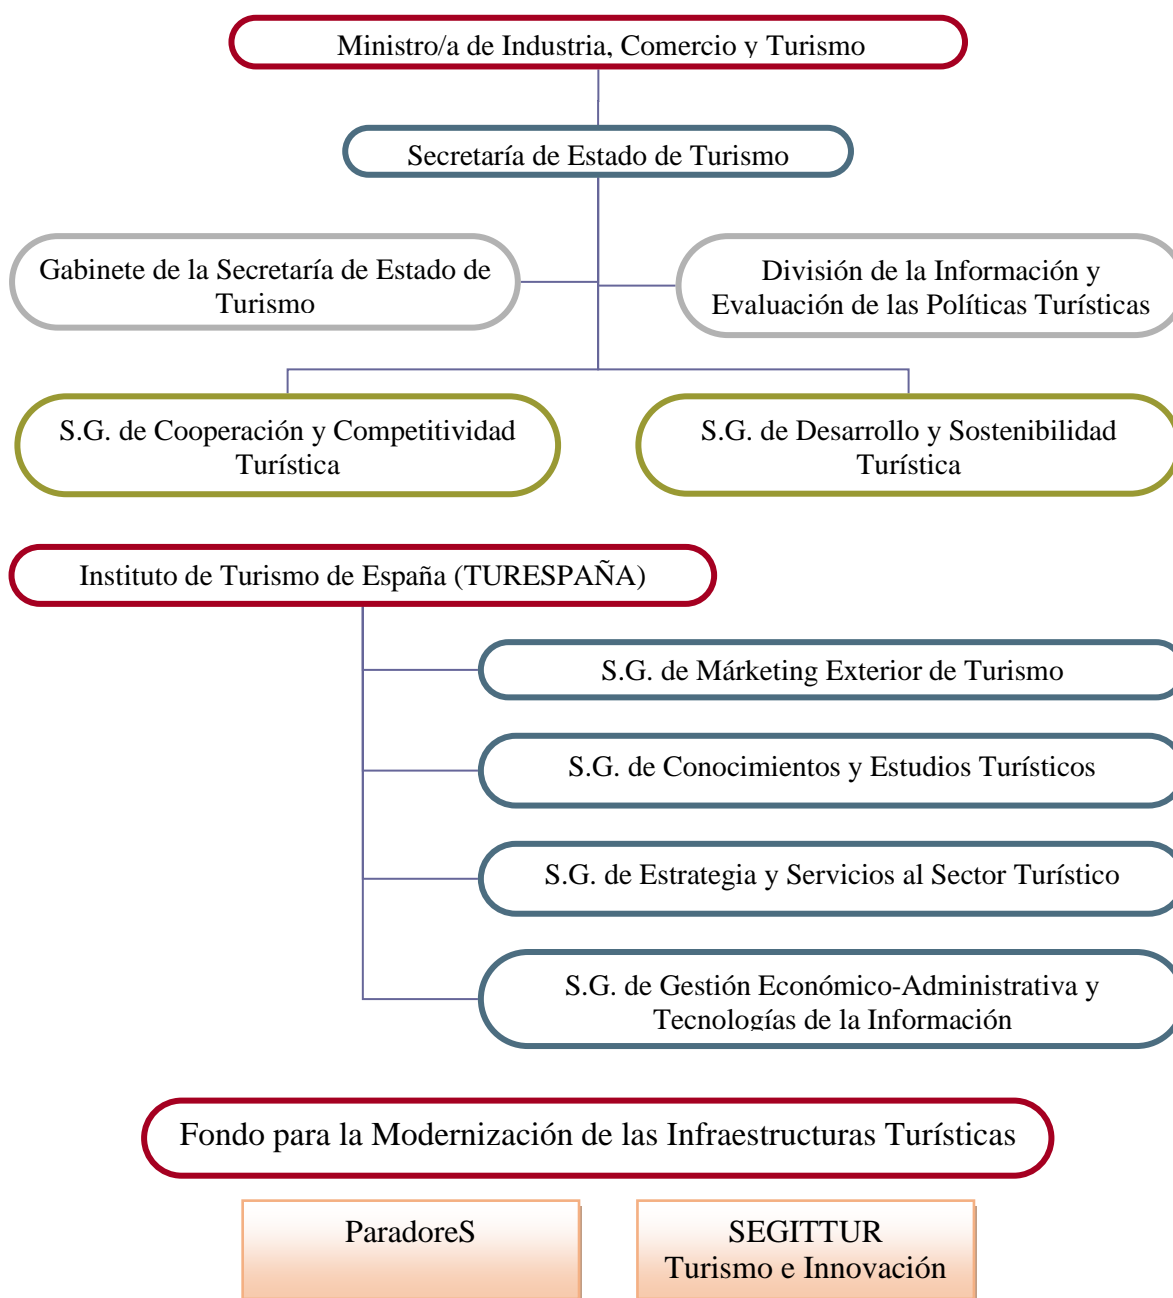 Ministro/a de Industria, Comercio y Turismo
Secretaría de Estado de Turismo
Gabinete de la Secretaría de Estado de
Turismo
División de la Información y
Evaluación de las Políticas Turísticas
S.G. de Cooperación y Competitividad
Turística
S.G. de Desarrollo y Sostenibilidad
Turística
Instituto de Turismo de España (TURESPAÑA)
S.G. de Márketing Exterior de Turismo
S.G. de Conocimientos y Estudios Turísticos
S.G. de Estrategia y Servicios al Sector Turístico
S.G. de Gestión Económico-Administrativa y
Tecnologías de la Información
Fondo para la Modernización de las Infraestructuras Turísticas
ParadoreS
SEGITTUR
Turismo e Innovación